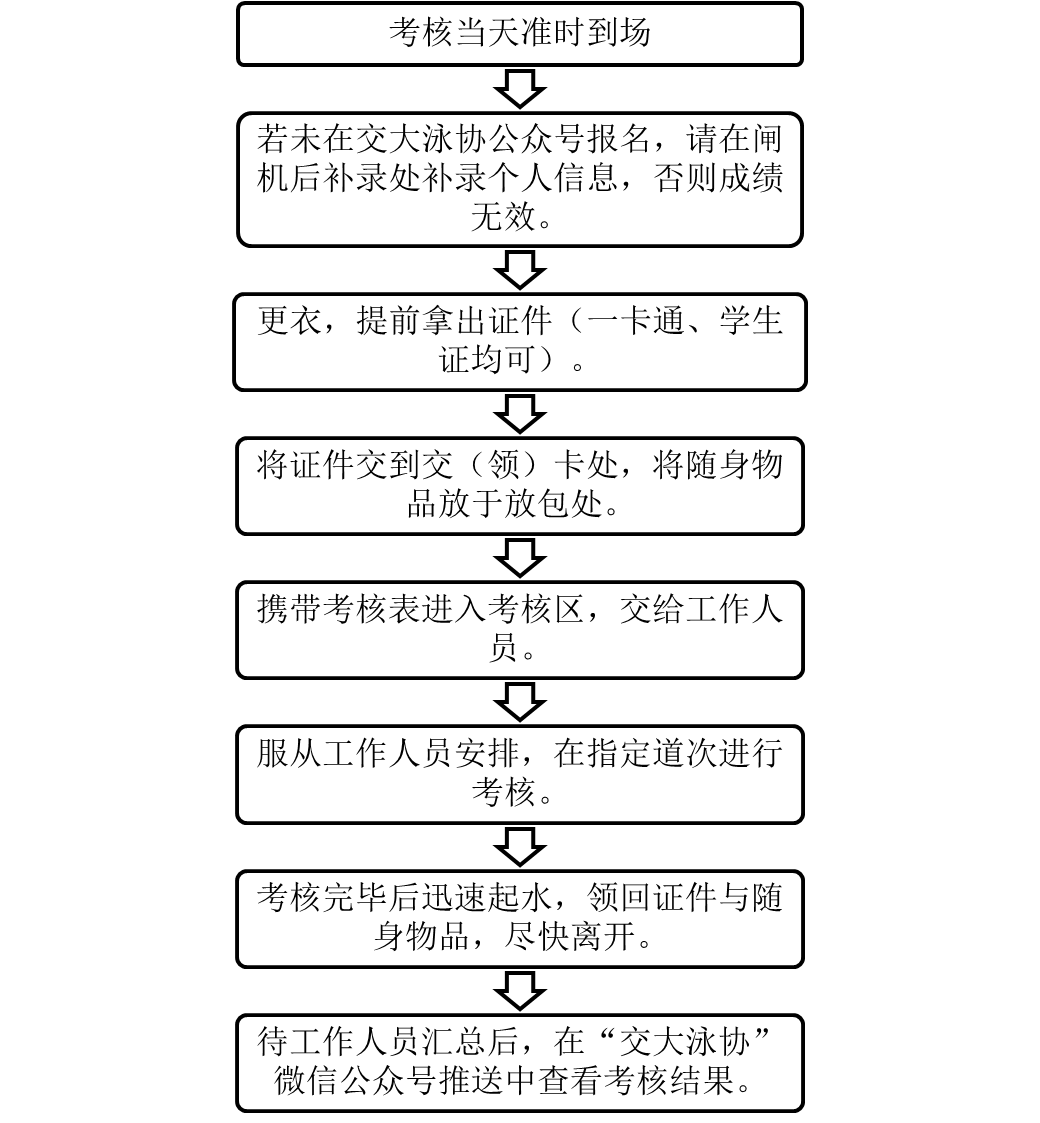 考核当天准时到场
若未在交大泳协公众号报名，请在闸
机后补录处补录个人信息，否则成绩
无效。
更衣，提前拿出证件（一卡通、学生
证均可）。
将证件交到交（领）卡处，将随身物
品放于放包处。
携带考核表进入考核区，交给工作人
员。
服从工作人员安排，在指定道次进行
考核。
考核完毕后迅速起水，领回证件与随
身物品，尽快离开。
待工作人员汇总后，在“交大泳协”
微信公众号推送中查看考核结果。